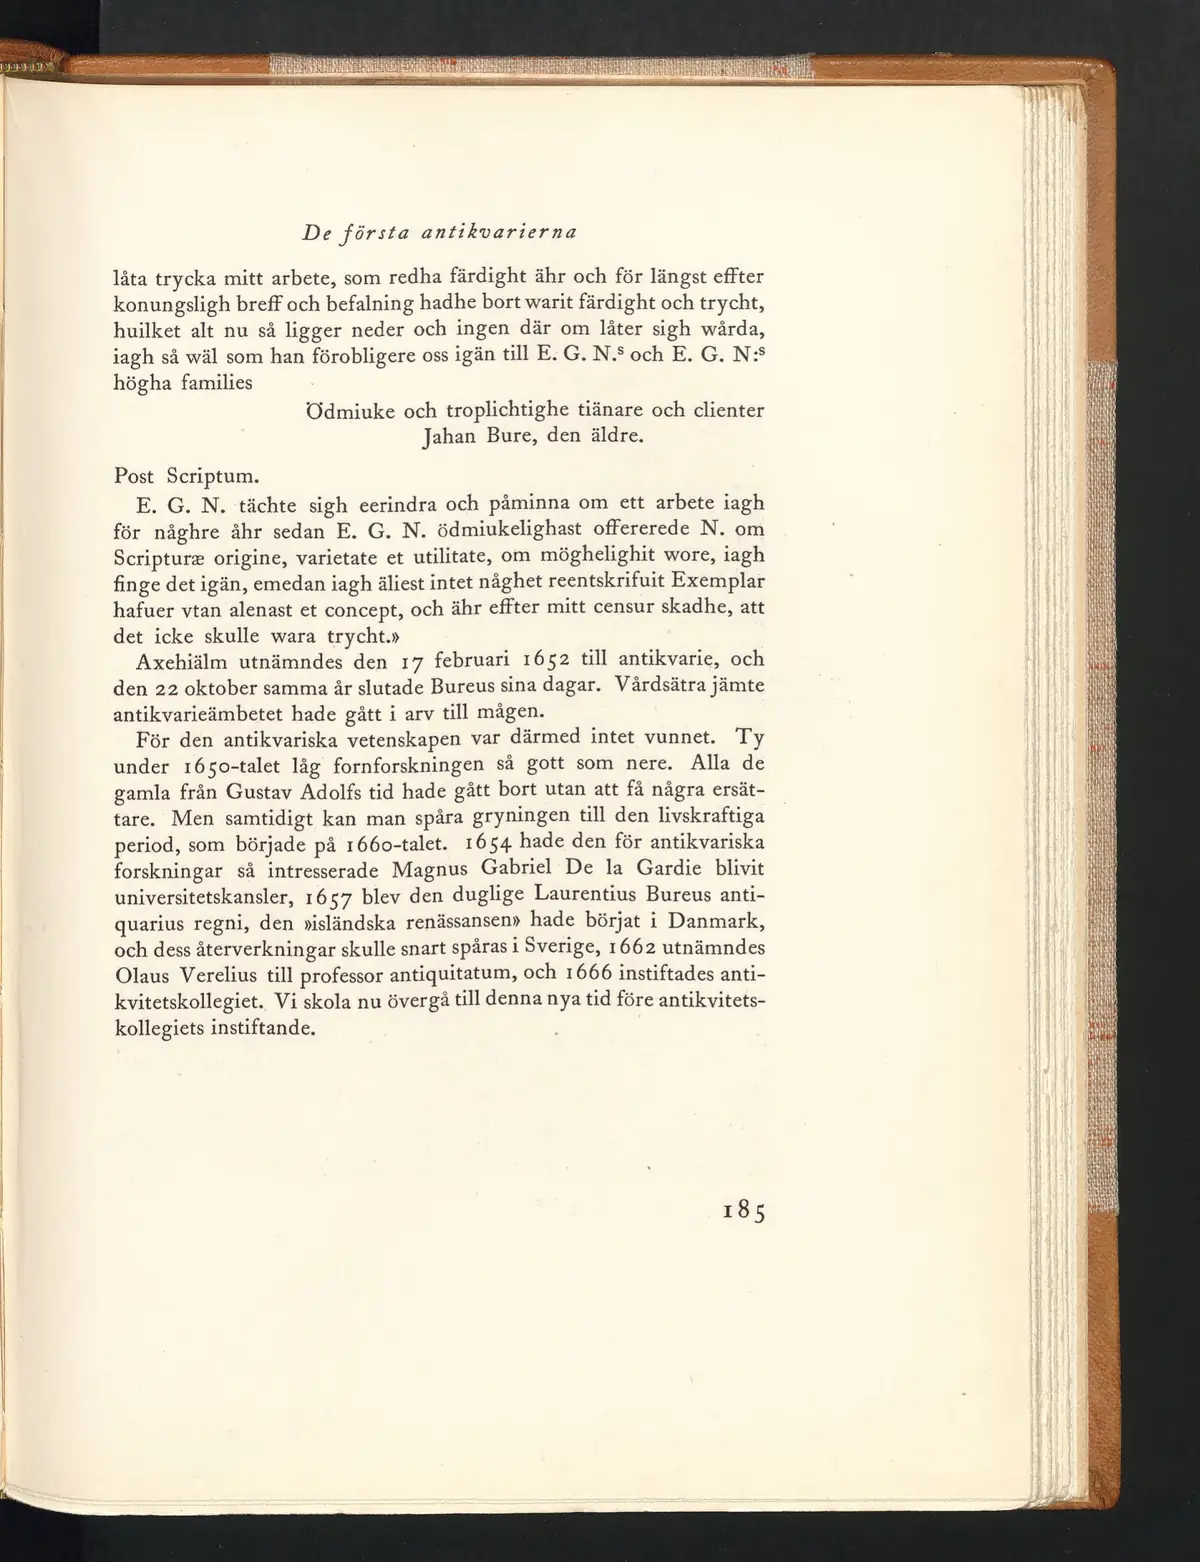 De första antikvarierna
låta trycka mitt arbete, som redha färdight ähr och för längst effter
konungsligh breff och befalning hadhe bort warit färdight och trycht,
huilket alt nu så ligger neder och ingen där om låter sigh wårda,
iagh så wäl som han förobligere oss igän till E. G. N.s och E. G. N:s
högha families
Ödmiuke och troplichtighe tiänare och clienter
Jahan Bure, den äldre.
Post Scriptum.
E. G. N. tächte sigh eerindra och påminna om ett arbete iagh
för någhre åhr sedan E. G. N. ödmiukelighast offererede N. om
Scripturæ origine, varietate et utilitate, om möghelighit wore, iagh
finge det igän, emedan iagh äliest intet någhet reentskrifuit Exemplar
hafuer vtan alenast et concept, och ähr effter mitt censur skadhe, att
det icke skulle wara trycht.»
Axehiälm utnämndes den 17 februari 1652 till antikvarie, och
den 22 oktober samma år slutade Bureus sina dagar. Vårdsätra jämte
antikvarieämbetet hade gått i arv till mågen.
För den antikvariska vetenskapen var därmed intet vunnet. Ty
under 1650-talet låg fornforskningen så gott som nere. Alla de
gamla från Gustav Adolfs tid hade gått bort utan att få några ersät-
tare. Men samtidigt kan man spåra gryningen till den livskraftiga
period, som började på 1660-talet. 1654 hade den för antikvariska
forskningar så intresserade Magnus Gabriel De la Gardie blivit
universitetskansler, 1657 blev den duglige Laurentius Bureus anti-
quarius regni, den »isländska renässansen» hade börjat i Danmark,
och dess återverkningar skulle snart spåras i Sverige, 1662 utnämndes
Olaus Verelius till professor antiquitatum, och 1666 instiftades anti-
kvitetskollegiet. Vi skola nu övergå till denna nya tid före antikvitets-
kollegiets instiftande.
185